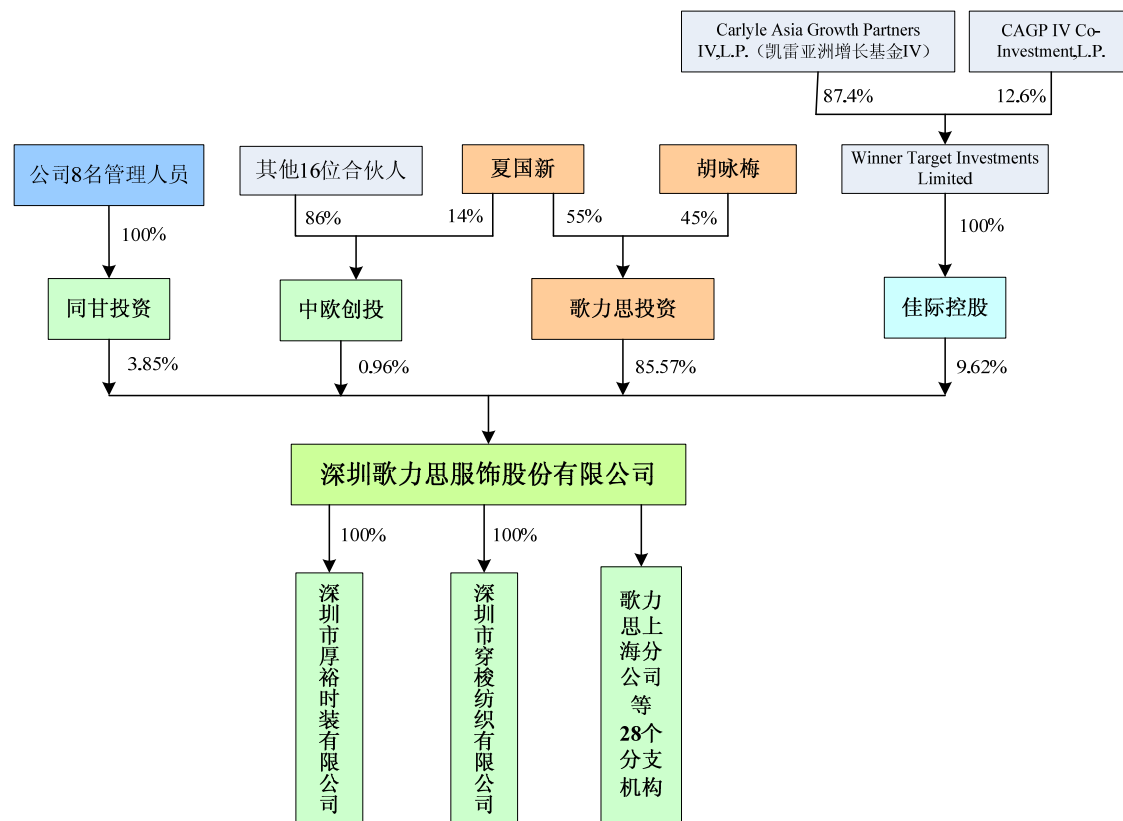 Carlyle Asia Growth Partners
IV,L.P.（凯雷亚洲增长基金IV）
CAGP IV Co-
Investment,L.P.
87.4%
12.6%
公司8名管理人员
其他16位合伙人
夏国新
胡咏梅
Winner Target Investments
Limited
100%
86%
14%
55%
45%
100%
同甘投资
中欧创投
歌力思投资
佳际控股
3.85%
0.96%
85.57%
9.62%
深圳歌力思服饰股份有限公司
100%
100%
深圳市厚裕时装有限公司
深圳市穿梭纺织有限公司
歌力
思上
海分
公司
等
28个
分支
机构